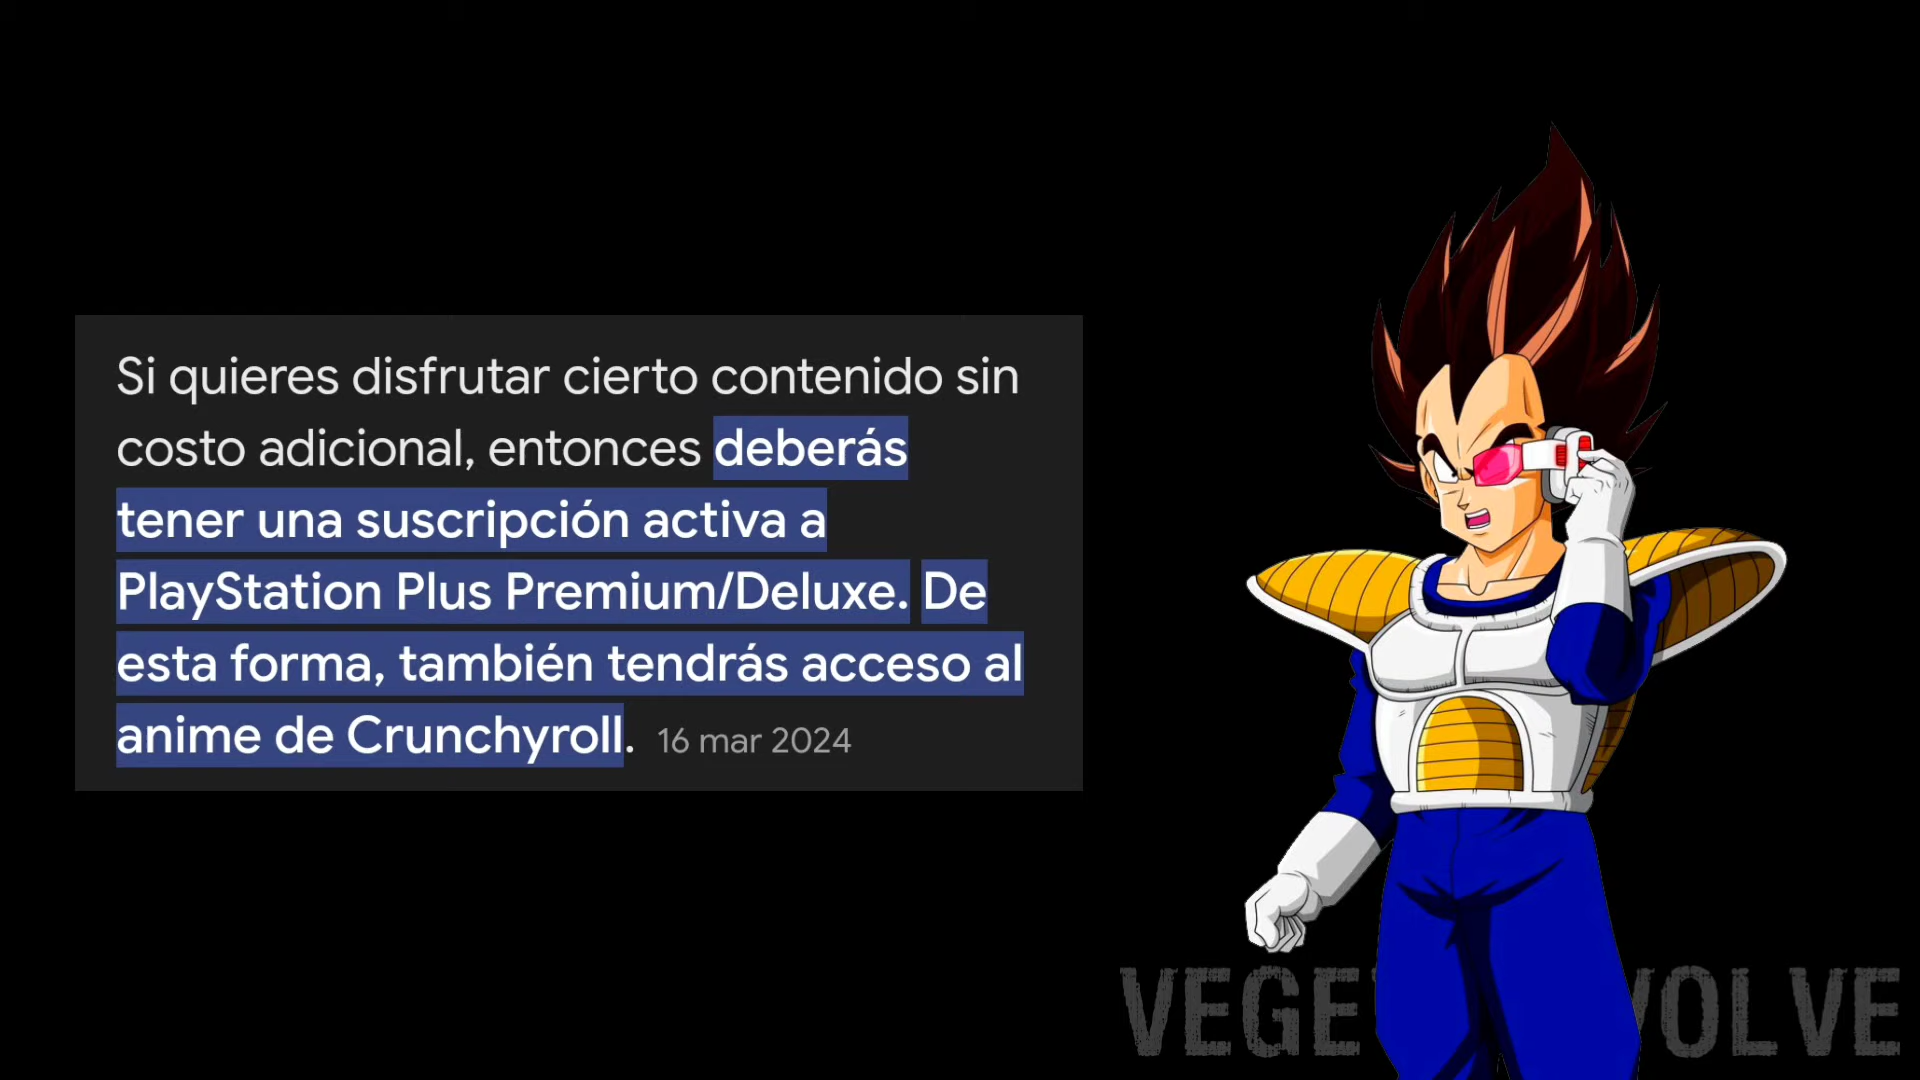 Si quieres disfrutar cierto contenido sin
costo adicional, entonces deberás
tener una suscripción activa a
PlayStation Plus Premium/Deluxe. De
esta forma, también tendrás acceso al
anime de Crunchyroll. 16 mar 2024